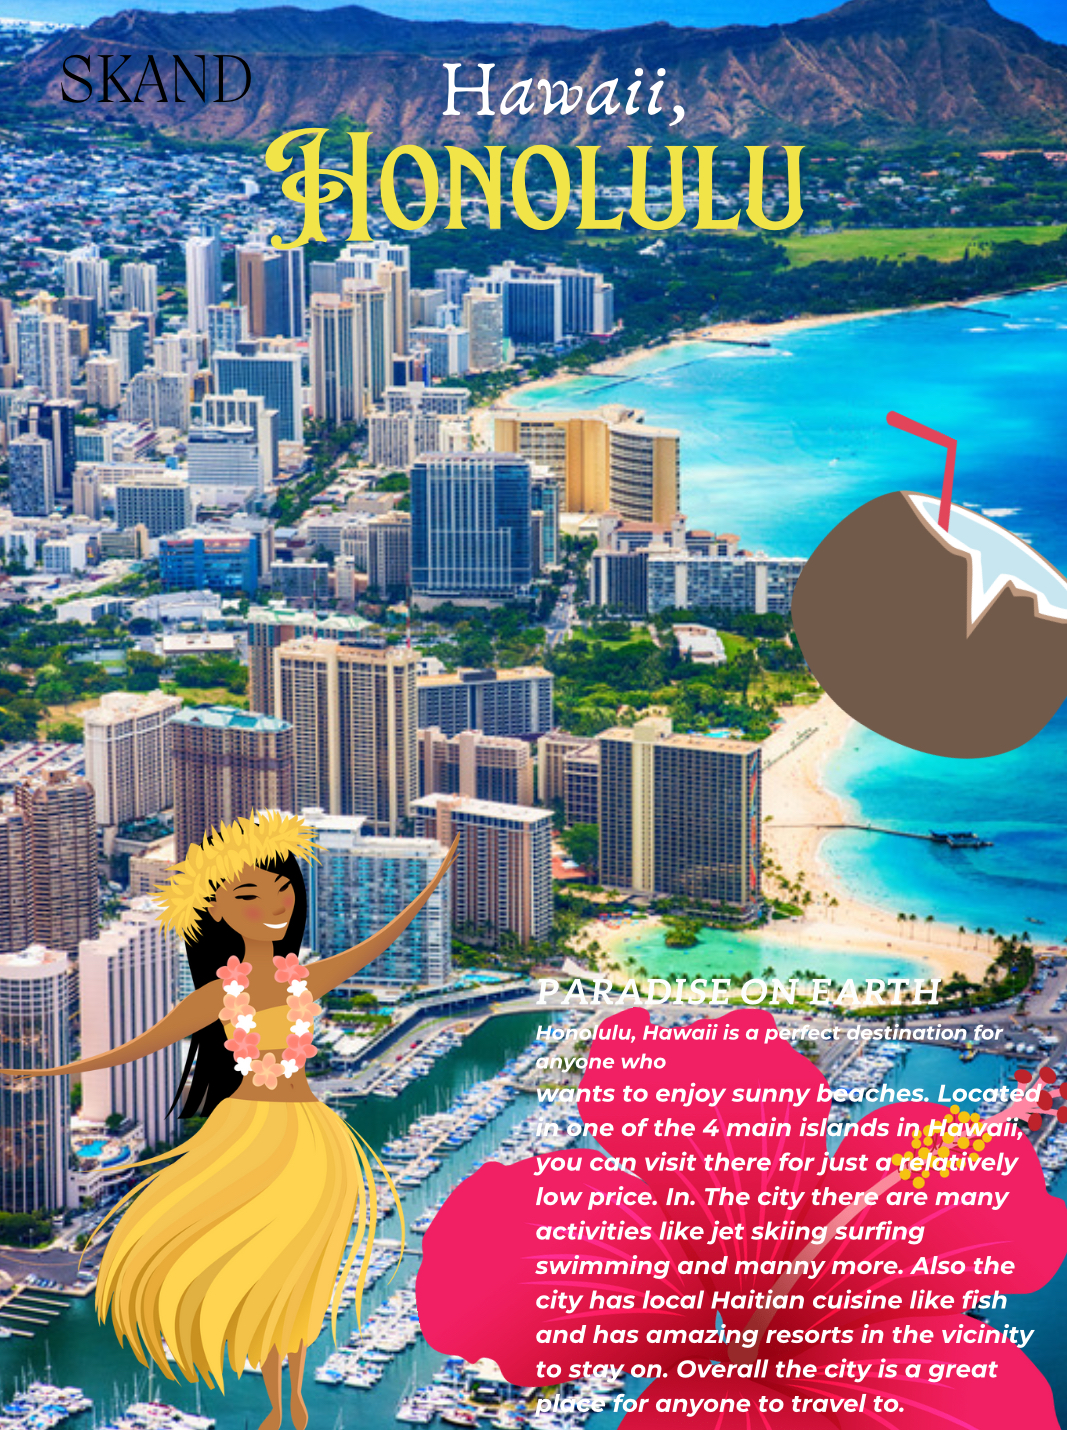 SKAND
Hawaii,
HONOLULU
PARADISE ON EARTH
Honolulu, Hawaii is a perfect destination for
anyone who
wants to enjoy sunny beaches. Located
in one of the 4 main islands in Hawaii,
you can visit there for just a relatively
low price. In. The city there are many
activities like jet skiing surfing
swimming and manny more. Also the
city has local Haitian cuisine like fish
and has amazing resorts in the vicinity
to stay on. Overall the city is a great
place for anyone to travel to.